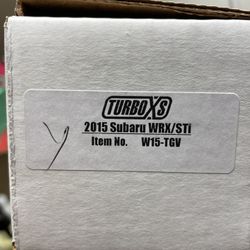 TURBOXS
2015 Subaru WRX/STi
Item No. W15-TGV